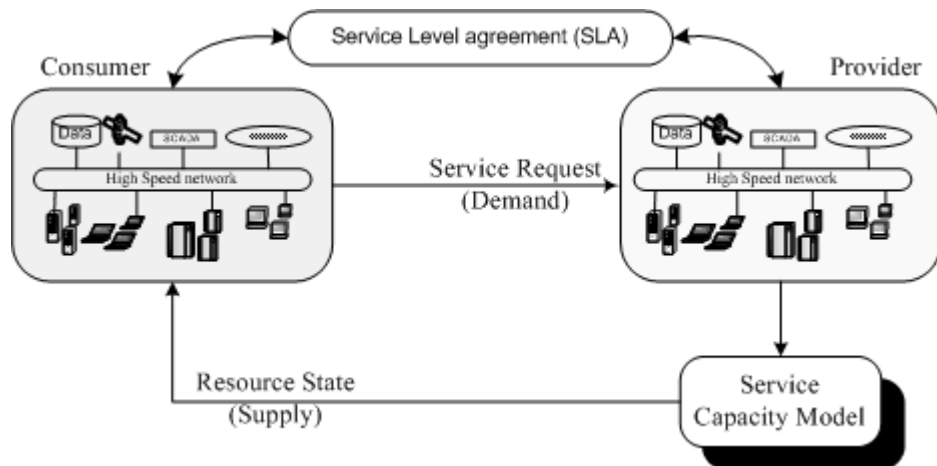 Service Level agreement (SLA)
Consumer
Provider
Data
SCADA
High Speed network
Data
SCADA
High Speed network
Service Request
(Demand)
Resource State
(Supply)
Service
Capacity Model